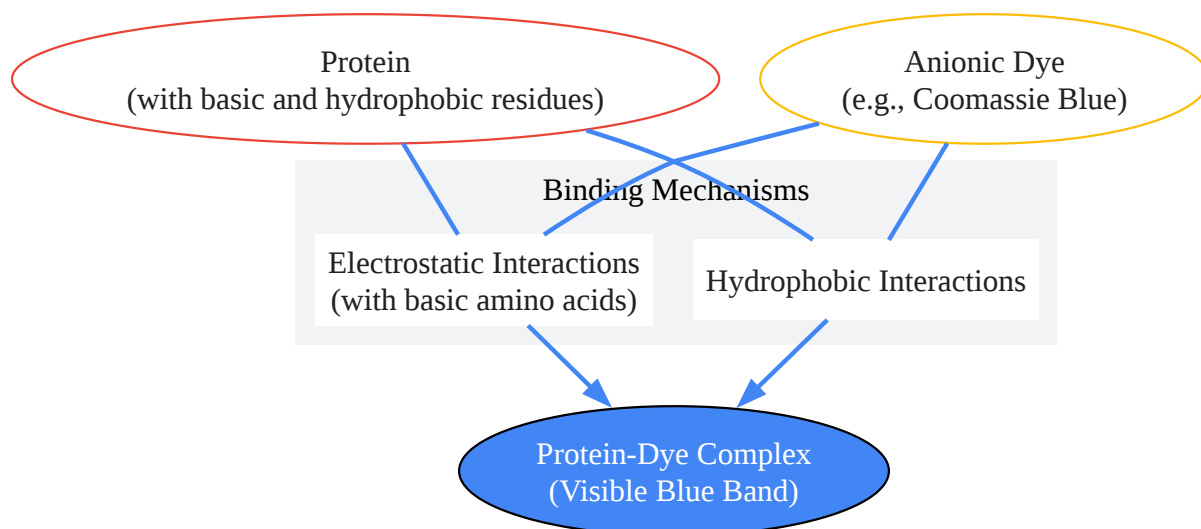 Protein
(with basic and hydrophobic residues)
Anionic Dye
(e.g., Coomassie Blue)
Binding Mechanisms
Electrostatic Interactions
(with basic amino acids)
Hydrophobic Interactions
Protein-Dye Complex
(Visible Blue Band)